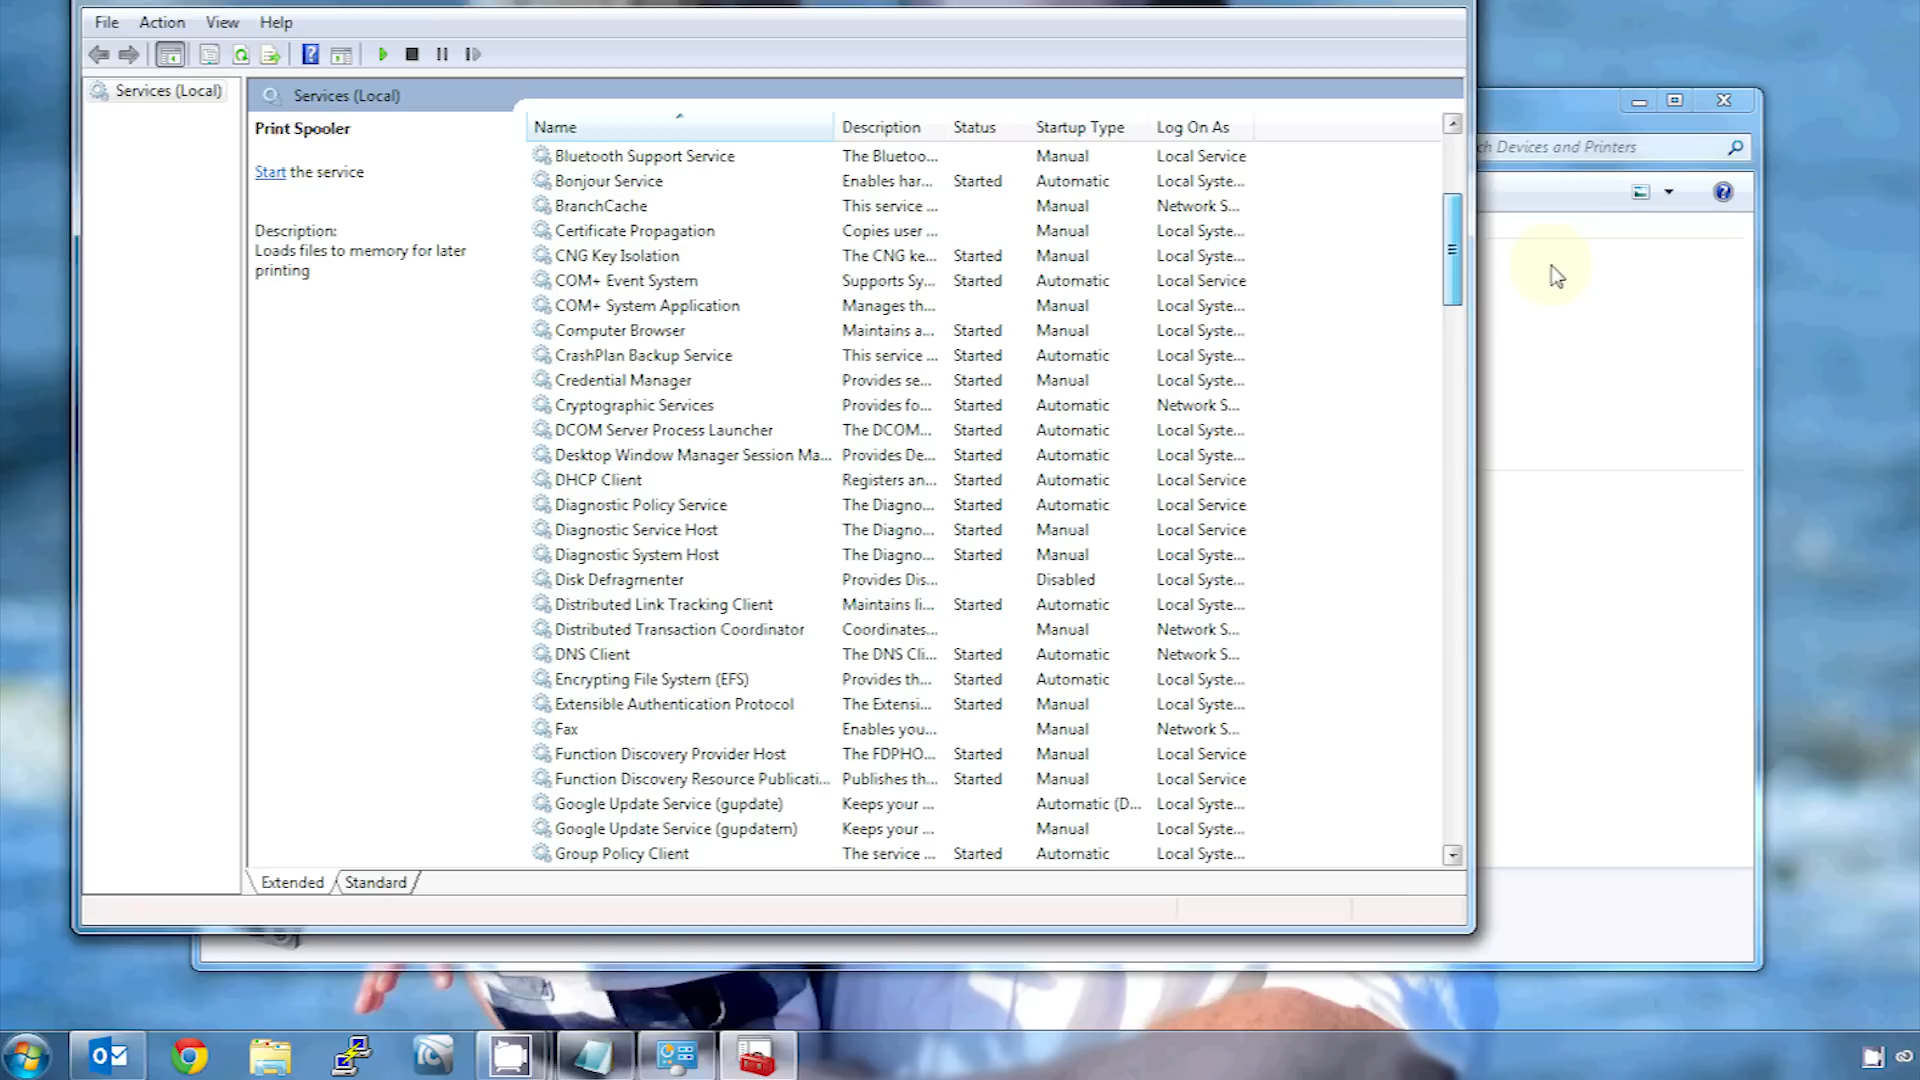 File Action View Help
Services (Local)
Services (Local)
Print Spooler
Start the service
Description:
Loads files to memory for later
printing
Name Description Status Startup Type Log On As
Bluetooth Support Service The Bluetoo... Manual Local Service
Bonjour Service Enables har... Started Automatic Local Syste...
BranchCache This service ... Manual Network S...
Certificate Propagation Copies user ... Manual Local Syste...
CNG Key Isolation The CNG ke... Started Manual Local Syste...
COM+ Event System Supports Sy... Started Automatic Local Service
COM+ System Application Manages th... Manual Local Syste...
Computer Browser Maintains a... Started Manual Local Syste...
CrashPlan Backup Service This service ... Started Automatic Local Syste...
Credential Manager Provides se... Started Manual Local Syste...
Cryptographic Services Provides fo... Started Automatic Network S...
DCOM Server Process Launcher The DCOM... Started Automatic Local Syste...
Desktop Window Manager Session Ma... Provides De... Started Automatic Local Syste...
DHCP Client Registers an... Started Automatic Local Service
Diagnostic Policy Service The Diagno... Started Automatic Local Service
Diagnostic Service Host The Diagno... Started Manual Local Service
Diagnostic System Host The Diagno... Started Manual Local Syste...
Disk Defragmenter Provides Dis... Disabled Local Syste...
Distributed Link Tracking Client Maintains li... Started Automatic Local Syste...
Distributed Transaction Coordinator Coordinates... Manual Network S...
DNS Client The DNS Cli... Started Automatic Network S...
Encrypting File System (EFS) Provides th... Started Automatic Local Syste...
Extensible Authentication Protocol The Extensi... Started Manual Local Syste...
Fax Enables you... Manual Network S...
Function Discovery Provider Host The FDPHO... Started Manual Local Service
Function Discovery Resource Publicati... Publishes th... Started Manual Local Service
Google Update Service (gupdate) Keeps your ... Automatic (D... Local Syste...
Google Update Service (gupdatem) Keeps your ... Manual Local Syste...
Group Policy Client The service ... Started Automatic Local Syste...
Extended Standard
ch Devices and Printers